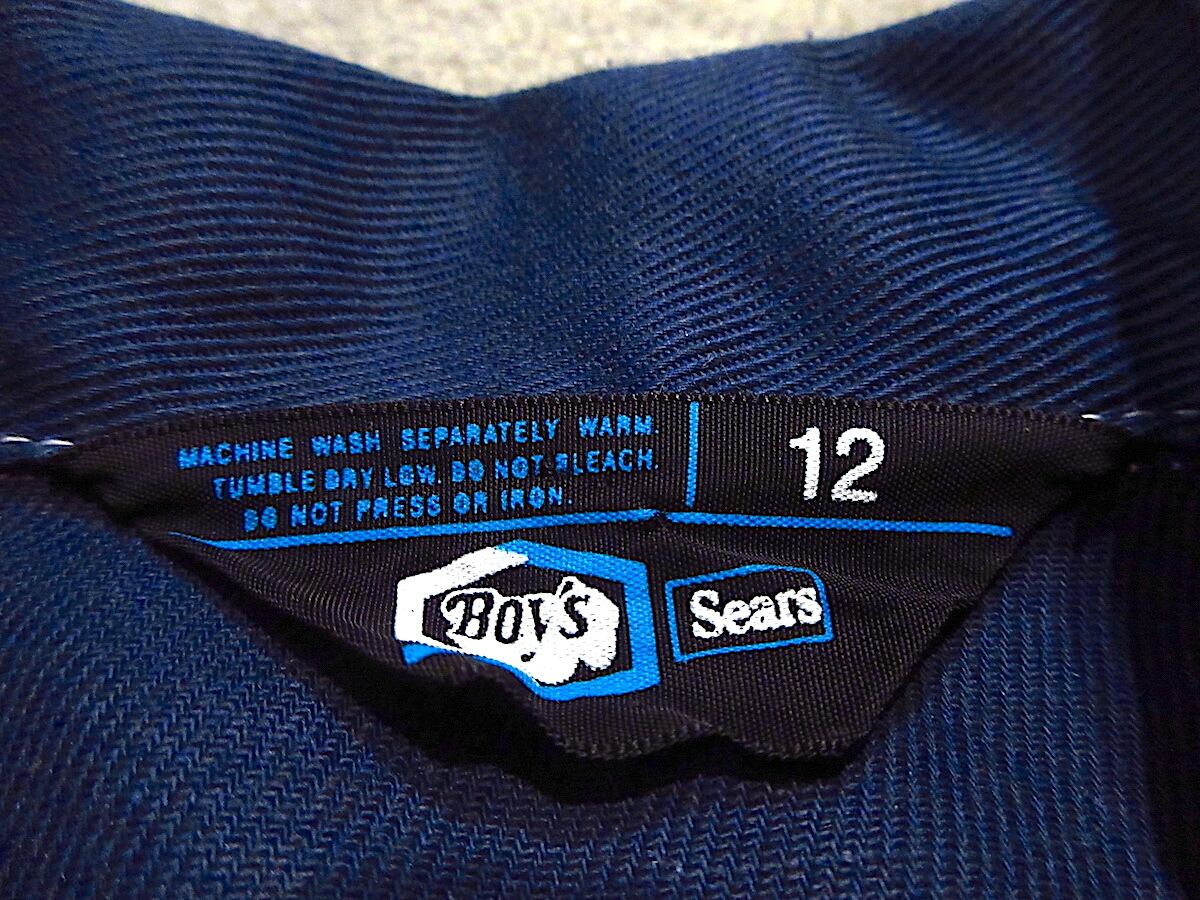 MACHINE WASH SEPARATELY WARM.
TUMBLE DRY LOW. DO NOT BLEACH.
DO NOT PRESS OR IRON.
12
Boy's
Sears